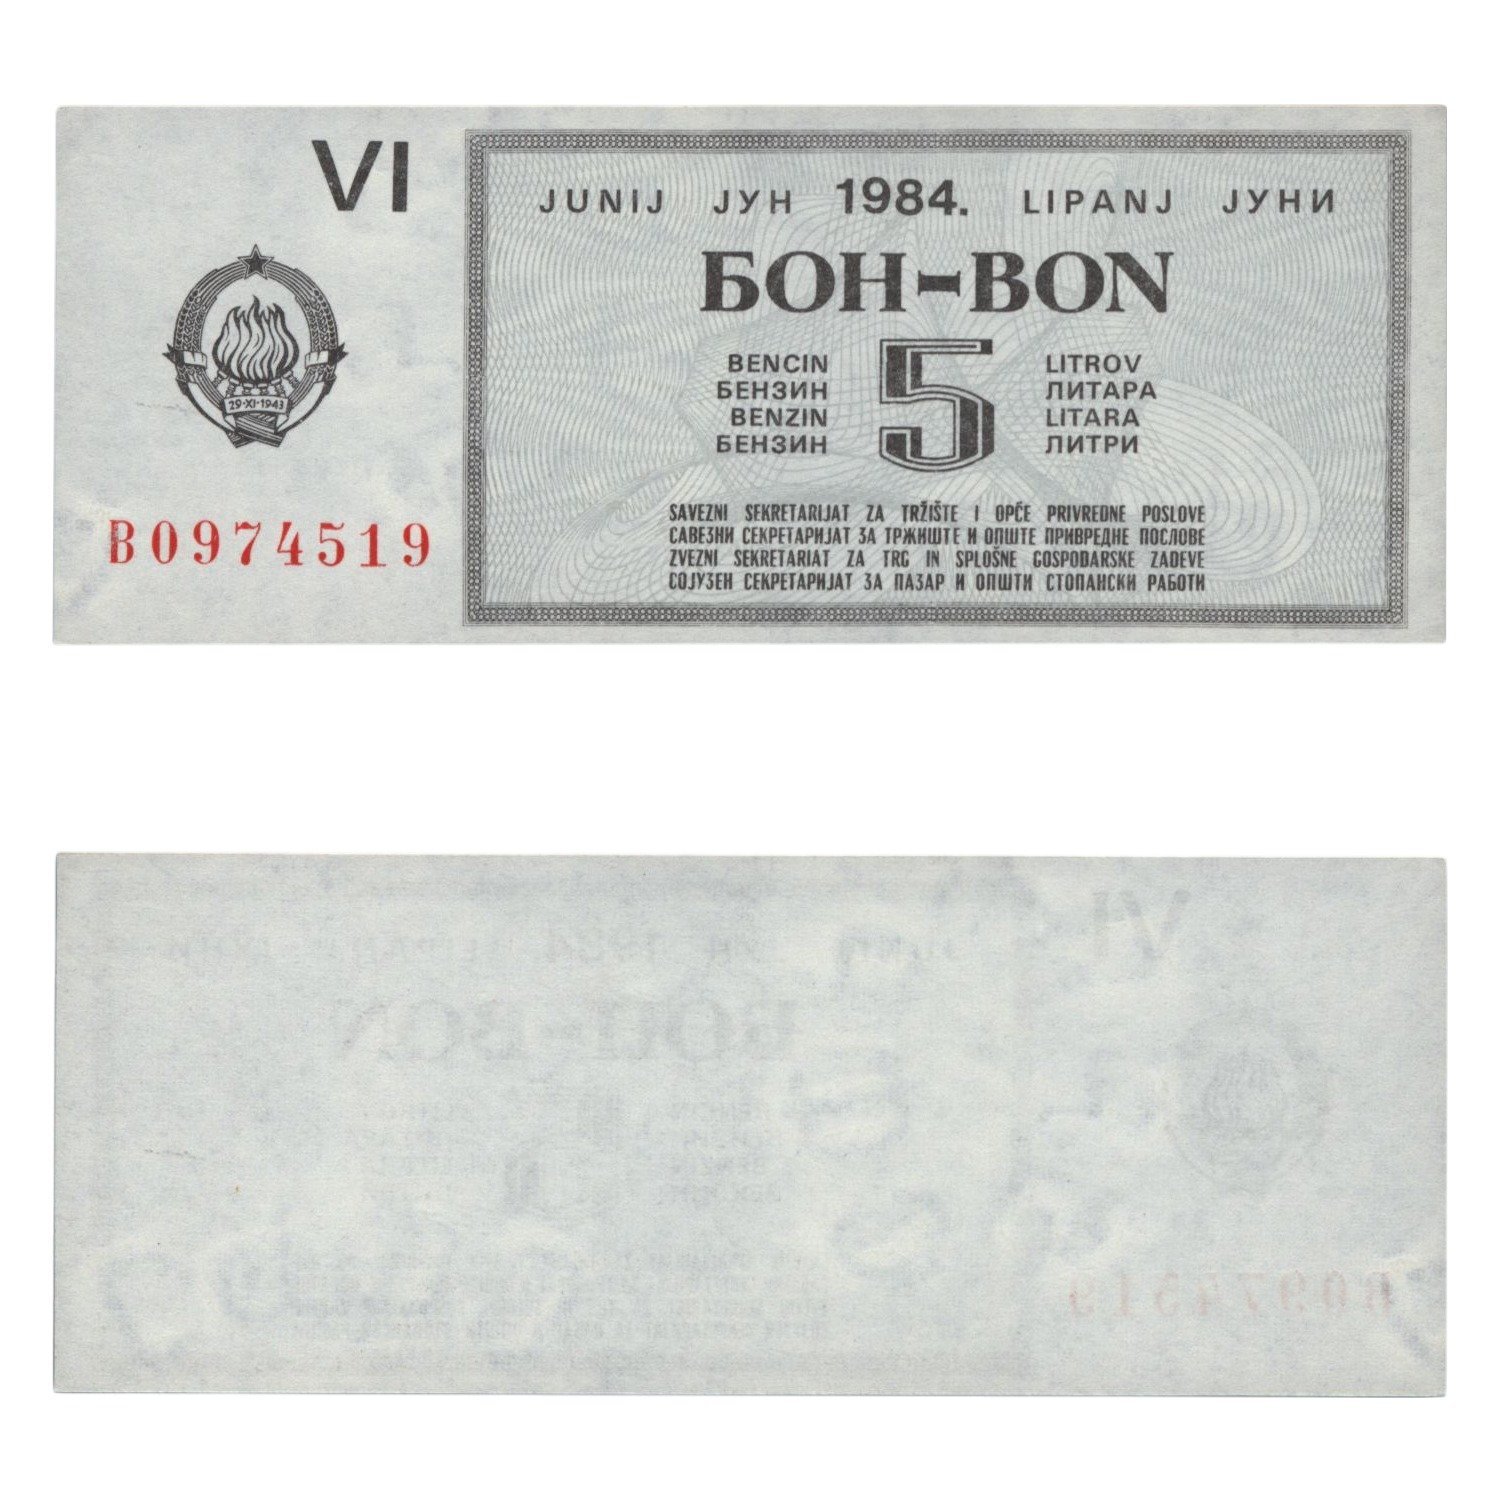 VI
JUNIJ ЈУН 1984. LIPANJ ЈУНИ
БОН-BON
BENCIN 5 LITROV
БЕНЗИН ЛИТАРА
BENZIN LITARA
БЕНЗИН ЛИТРИ
29·XI·1943
SAVEZNI SEKRETARIJAT ZA TRŽIŠTE I OPĆE PRIVREDNE POSLOVE
САВЕЗНИ СЕКРЕТАРИЈАТ ЗА ТРЖИШТЕ И ОПШТЕ ПРИВРЕДНЕ ПОСЛОВЕ
ZVEZNI SEKRETARIAT ZA TRG IN SPLOŠNE GOSPODARSKE ZADEVE
СОЈУЗЕН СЕКРЕТАРИЈАТ ЗА ПАЗАР И ОПШТИ СТОПАНСКИ РАБОТИ
B0974519